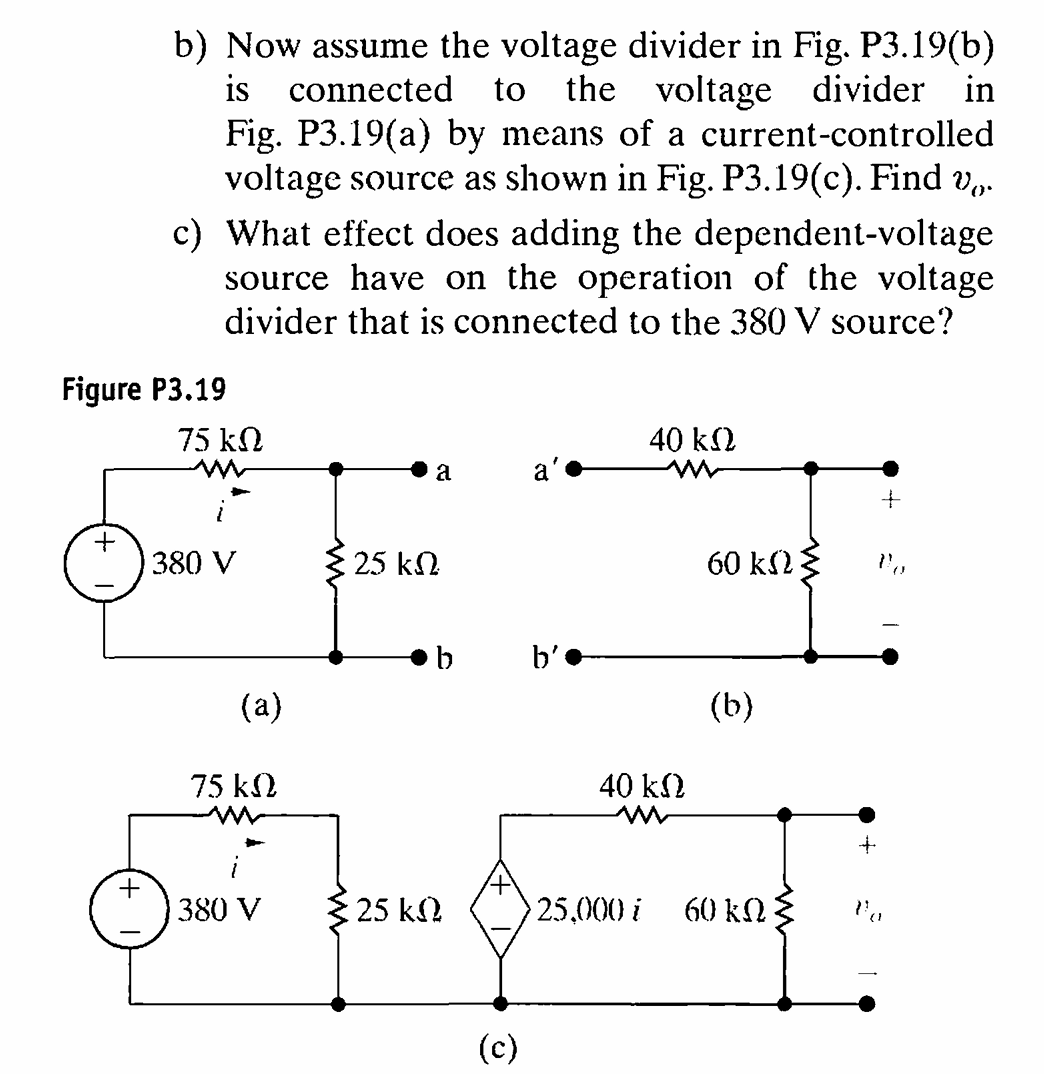 b) Now assume the voltage divider in Fig. P3.19(b)
is connected to the voltage divider in
Fig. P3.19(a) by means of a current-controlled
voltage source as shown in Fig. P3.19(c). Find vₒ.
c) What effect does adding the dependent-voltage
source have on the operation of the voltage
divider that is connected to the 380 V source?
Figure P3.19
75 kΩ
i
+
−
380 V
25 kΩ
a
b
(a)
a′
b′
40 kΩ
60 kΩ
+
vₒ
−
(b)
75 kΩ
i
+
−
380 V
25 kΩ
+
−
25,000 i
40 kΩ
60 kΩ
+
vₒ
−
(c)